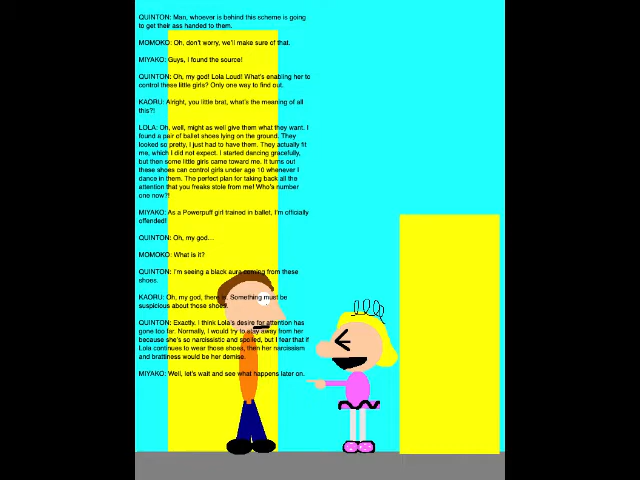 QUINTON: Man, whoever is behind this scheme is going
to get their ass handed to them.
MOMOKO: Oh, don't worry, we'll make sure of that.
MIYAKO: Guys, I found the source!
QUINTON: Oh, my god! Lola Loud! What's enabling her to
control these little girls? Only one way to find out.
KAORU: Alright, you little brat, what's the meaning of all
this?!
LOLA: Oh, well, might as well give them what they want. I
found a pair of ballet shoes lying on the ground. They
looked so pretty, I just had to have them. They actually fit
me, which I did not expect. I started dancing gracefully,
but then some little girls came toward me. It turns out
these shoes can control girls under age 10 whenever I
dance in them. The perfect plan for taking back all the
attention that you freaks stole from me! Who's number
one now?!
MIYAKO: As a Powerpuff girl trained in ballet, I'm officially
offended!
QUINTON: Oh, my god...
MOMOKO: What is it?
QUINTON: I'm seeing a black aura coming from these
shoes.
KAORU: Oh, my god, there is. Something must be
suspicious about those shoes.
QUINTON: Exactly. I think Lola's desire for attention has
gone too far. Normally, I would try to stay away from her
because she's so narcissistic and spoiled, but I fear that if
Lola continues to wear those shoes, then her narcissism
and brattiness would be her demise.
MIYAKO: Well, let's wait and see what happens later on.